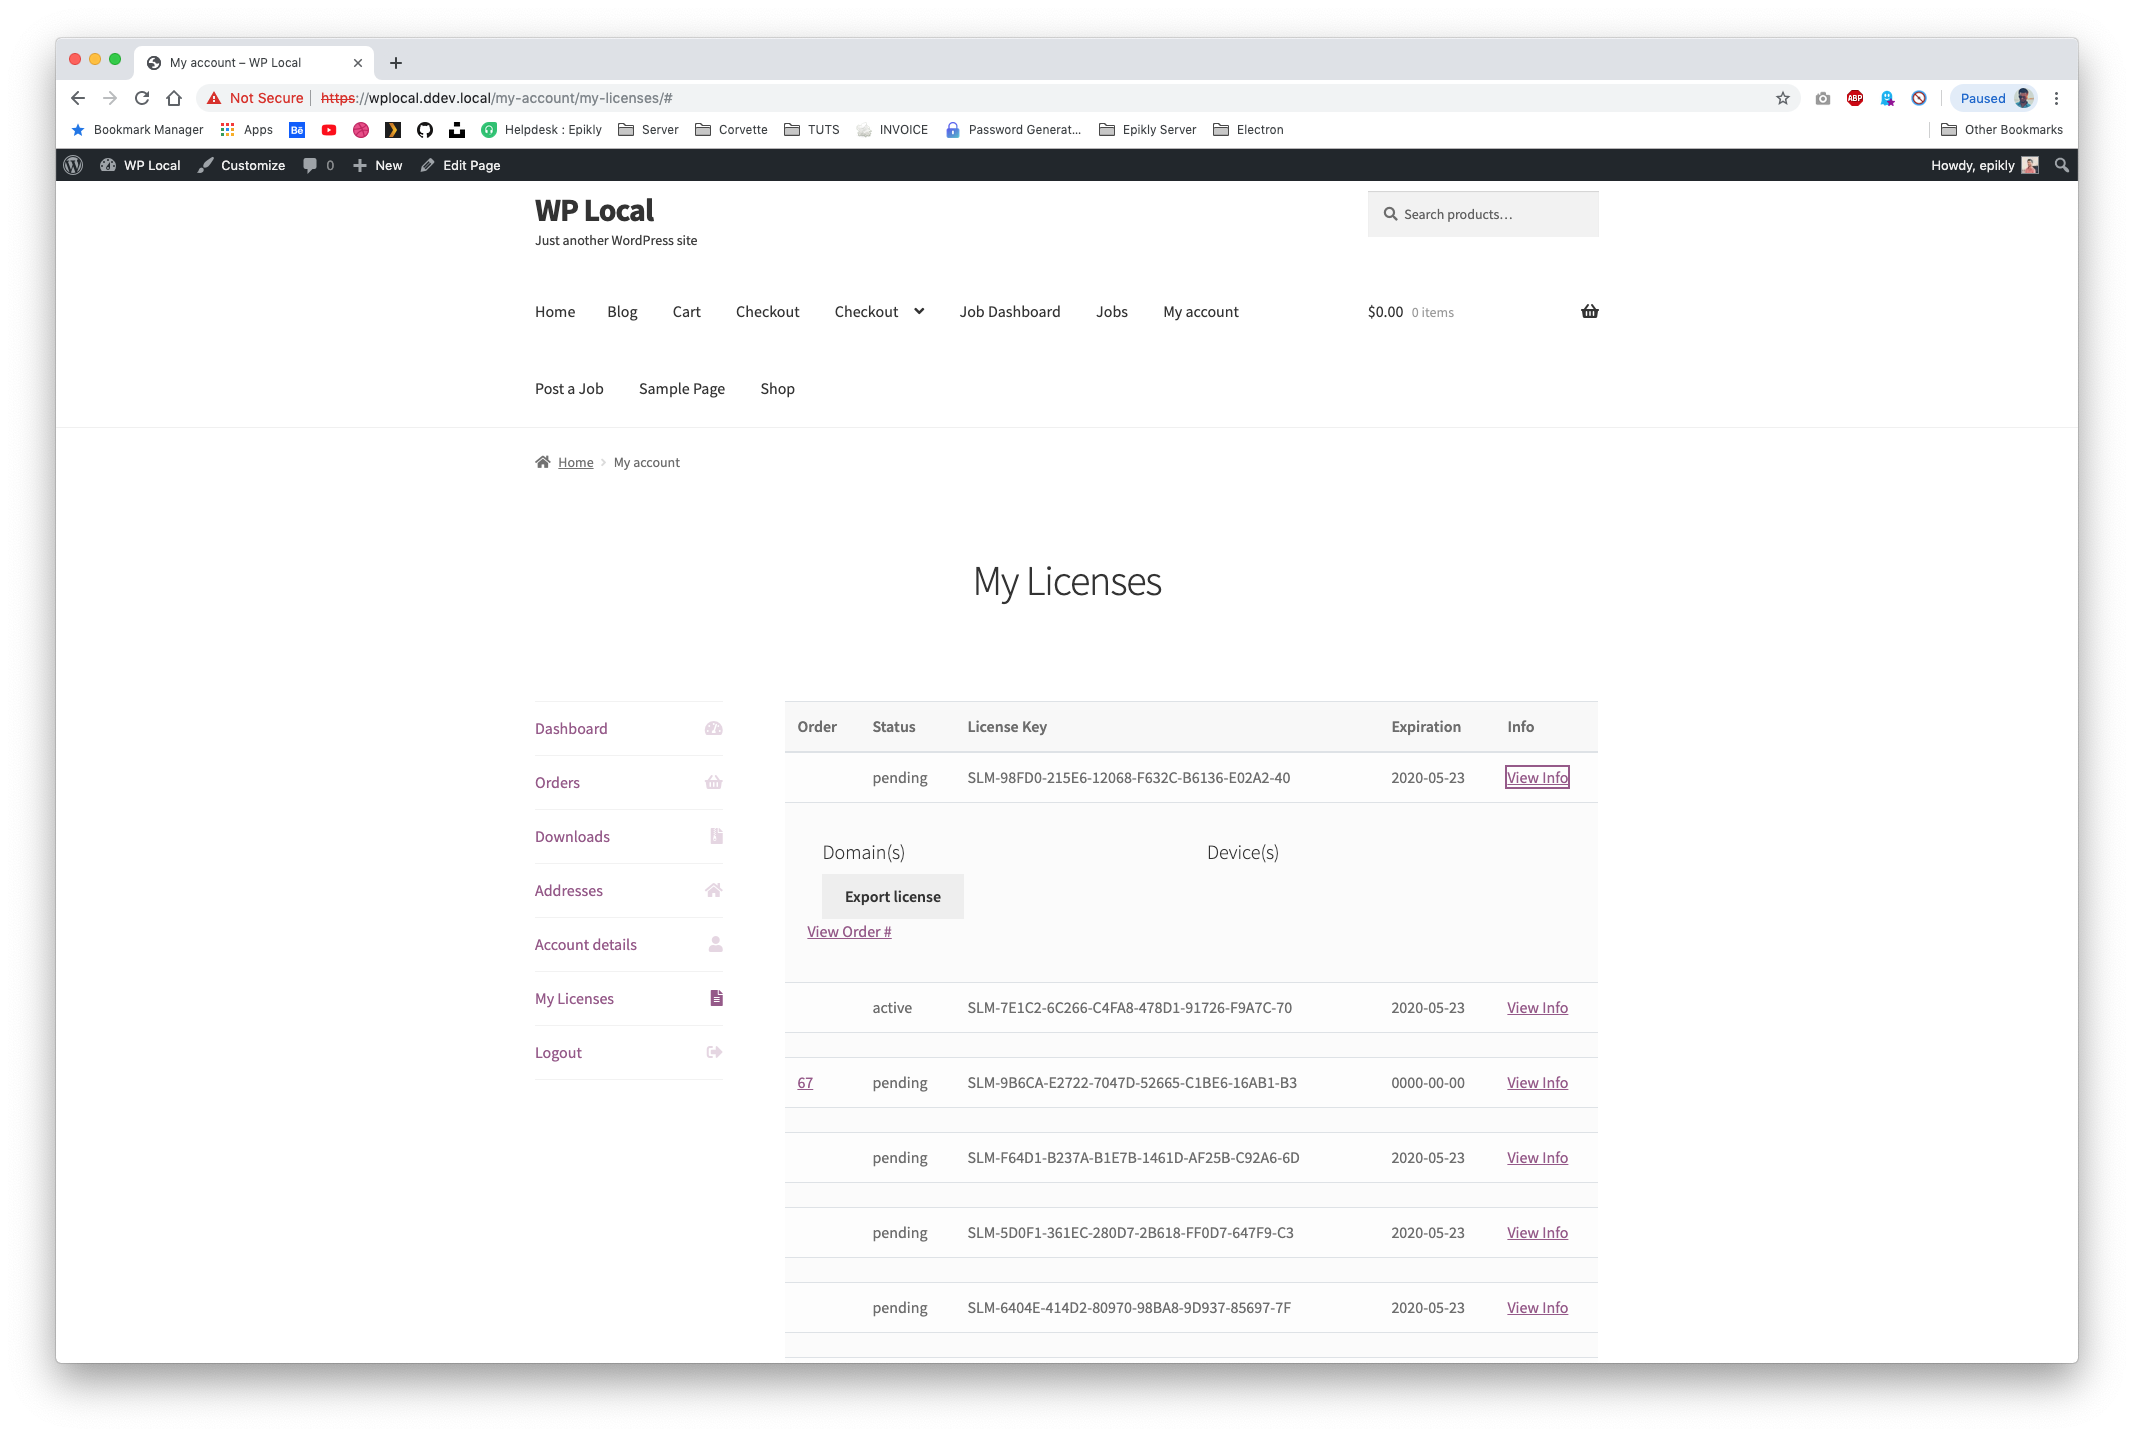 My account – WP Local
Not Secure https://wplocal.ddev.local/my-account/my-licenses/# ABP Paused
Bookmark Manager Apps Bē Helpdesk : Epikly Server Corvette TUTS INVOICE Password Generat... Epikly Server Electron Other Bookmarks
WP Local Customize 0 New Edit Page Howdy, epikly
WP Local
Just another WordPress site
Search products…
Home Blog Cart Checkout Checkout Job Dashboard Jobs My account $0.00 0 items
Post a Job Sample Page Shop
Home My account
My Licenses
Dashboard
Orders
Downloads
Addresses
Account details
My Licenses
Logout
Order Status License Key Expiration Info
pending SLM-98FD0-215E6-12068-F632C-B6136-E02A2-40 2020-05-23 View Info
Domain(s) Device(s)
Export license
View Order #
active SLM-7E1C2-6C266-C4FA8-478D1-91726-F9A7C-70 2020-05-23 View Info
67 pending SLM-9B6CA-E2722-7047D-52665-C1BE6-16AB1-B3 0000-00-00 View Info
pending SLM-F64D1-B237A-B1E7B-1461D-AF25B-C92A6-6D 2020-05-23 View Info
pending SLM-5D0F1-361EC-280D7-2B618-FF0D7-647F9-C3 2020-05-23 View Info
pending SLM-6404E-414D2-80970-98BA8-9D937-85697-7F 2020-05-23 View Info